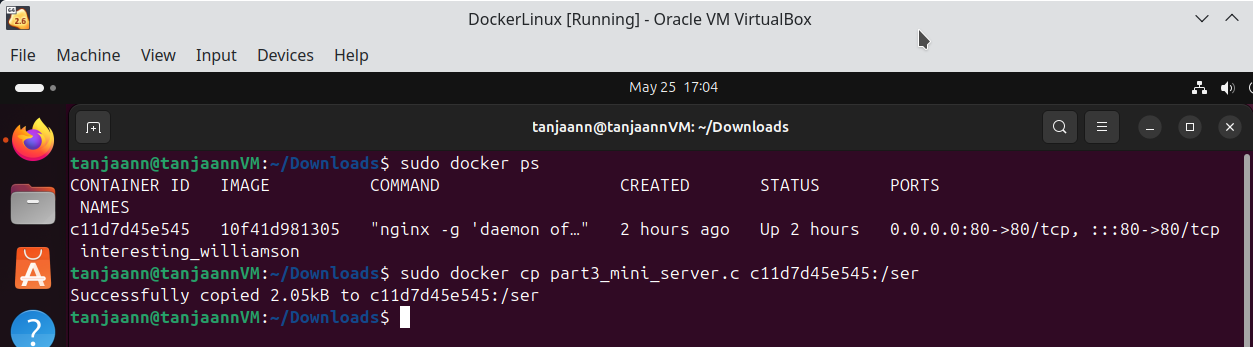 64
2.6
DockerLinux [Running] - Oracle VM VirtualBox
File Machine View Input Devices Help
May 25 17:04
tanjaann@tanjaannVM: ~/Downloads
tanjaann@tanjaannVM:~/Downloads$ sudo docker ps
CONTAINER ID IMAGE COMMAND CREATED STATUS PORTS
NAMES
c11d7d45e545 10f41d981305 "nginx -g 'daemon of…" 2 hours ago Up 2 hours 0.0.0.0:80->80/tcp, :::80->80/tcp
interesting_williamson
tanjaann@tanjaannVM:~/Downloads$ sudo docker cp part3_mini_server.c c11d7d45e545:/ser
Successfully copied 2.05kB to c11d7d45e545:/ser
tanjaann@tanjaannVM:~/Downloads$